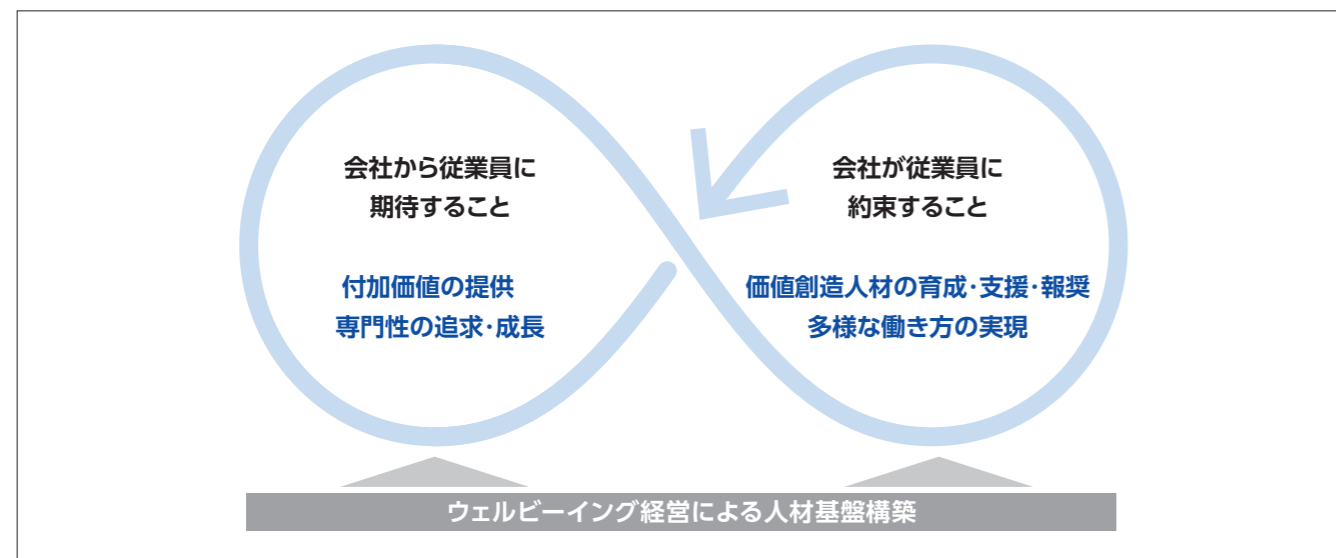 会社から従業員に
期待すること
付加価値の提供
専門性の追求・成長
会社が従業員に
約束すること
価値創造人材の育成・支援・報奨
多様な働き方の実現
ウェルビーイング経営による人材基盤構築